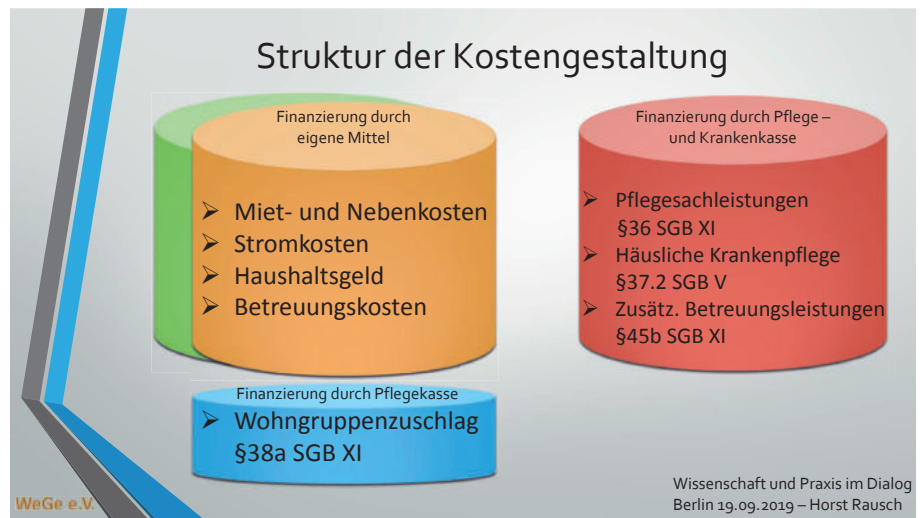 Struktur der Kostengestaltung
Finanzierung durch
eigene Mittel
➢ Miet- und Nebenkosten
➢ Stromkosten
➢ Haushaltsgeld
➢ Betreuungskosten
Finanzierung durch Pflegekasse
➢ Wohngruppenzuschlag
§38a SGB XI
Finanzierung durch Pflege –
und Krankenkasse
➢ Pflegesachleistungen
§36 SGB XI
➢ Häusliche Krankenpflege
§37.2 SGB V
➢ Zusätz. Betreuungsleistungen
§45b SGB XI
WeGe e.V.
Wissenschaft und Praxis im Dialog
Berlin 19.09.2019 – Horst Rausch